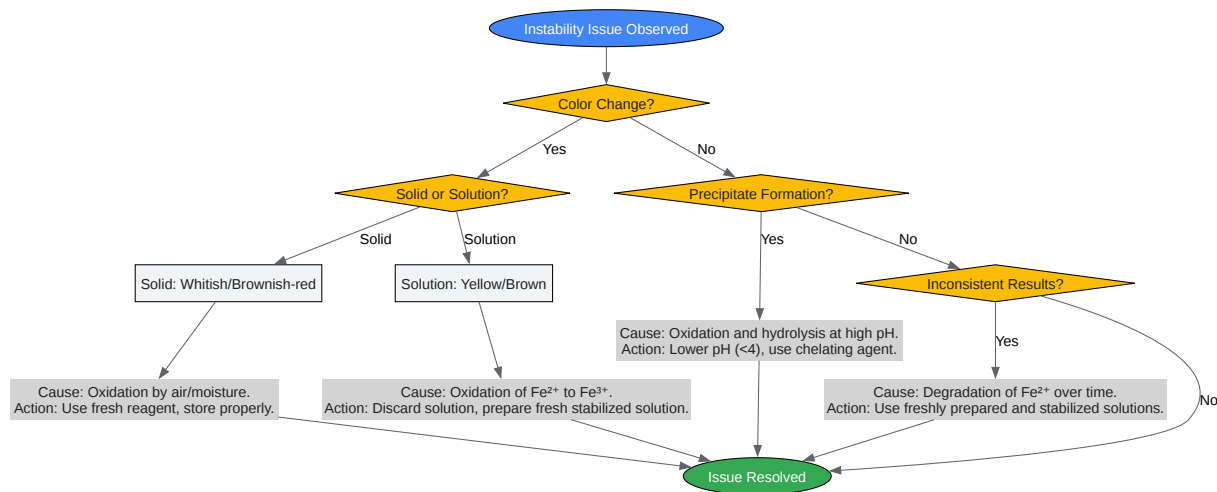 Instability Issue Observed
Color Change?
Yes
No
Solid or Solution?
Precipitate Formation?
Solid
Solution
Yes
No
Solid: Whitish/Brownish-red
Solution: Yellow/Brown
Inconsistent Results?
Cause: Oxidation and hydrolysis at high pH.
Action: Lower pH (<4), use chelating agent.
Yes
Cause: Oxidation by air/moisture.
Action: Use fresh reagent, store properly.
Cause: Oxidation of Fe²⁺ to Fe³⁺.
Action: Discard solution, prepare fresh stabilized solution.
Cause: Degradation of Fe²⁺ over time.
Action: Use freshly prepared and stabilized solutions.
No
Issue Resolved